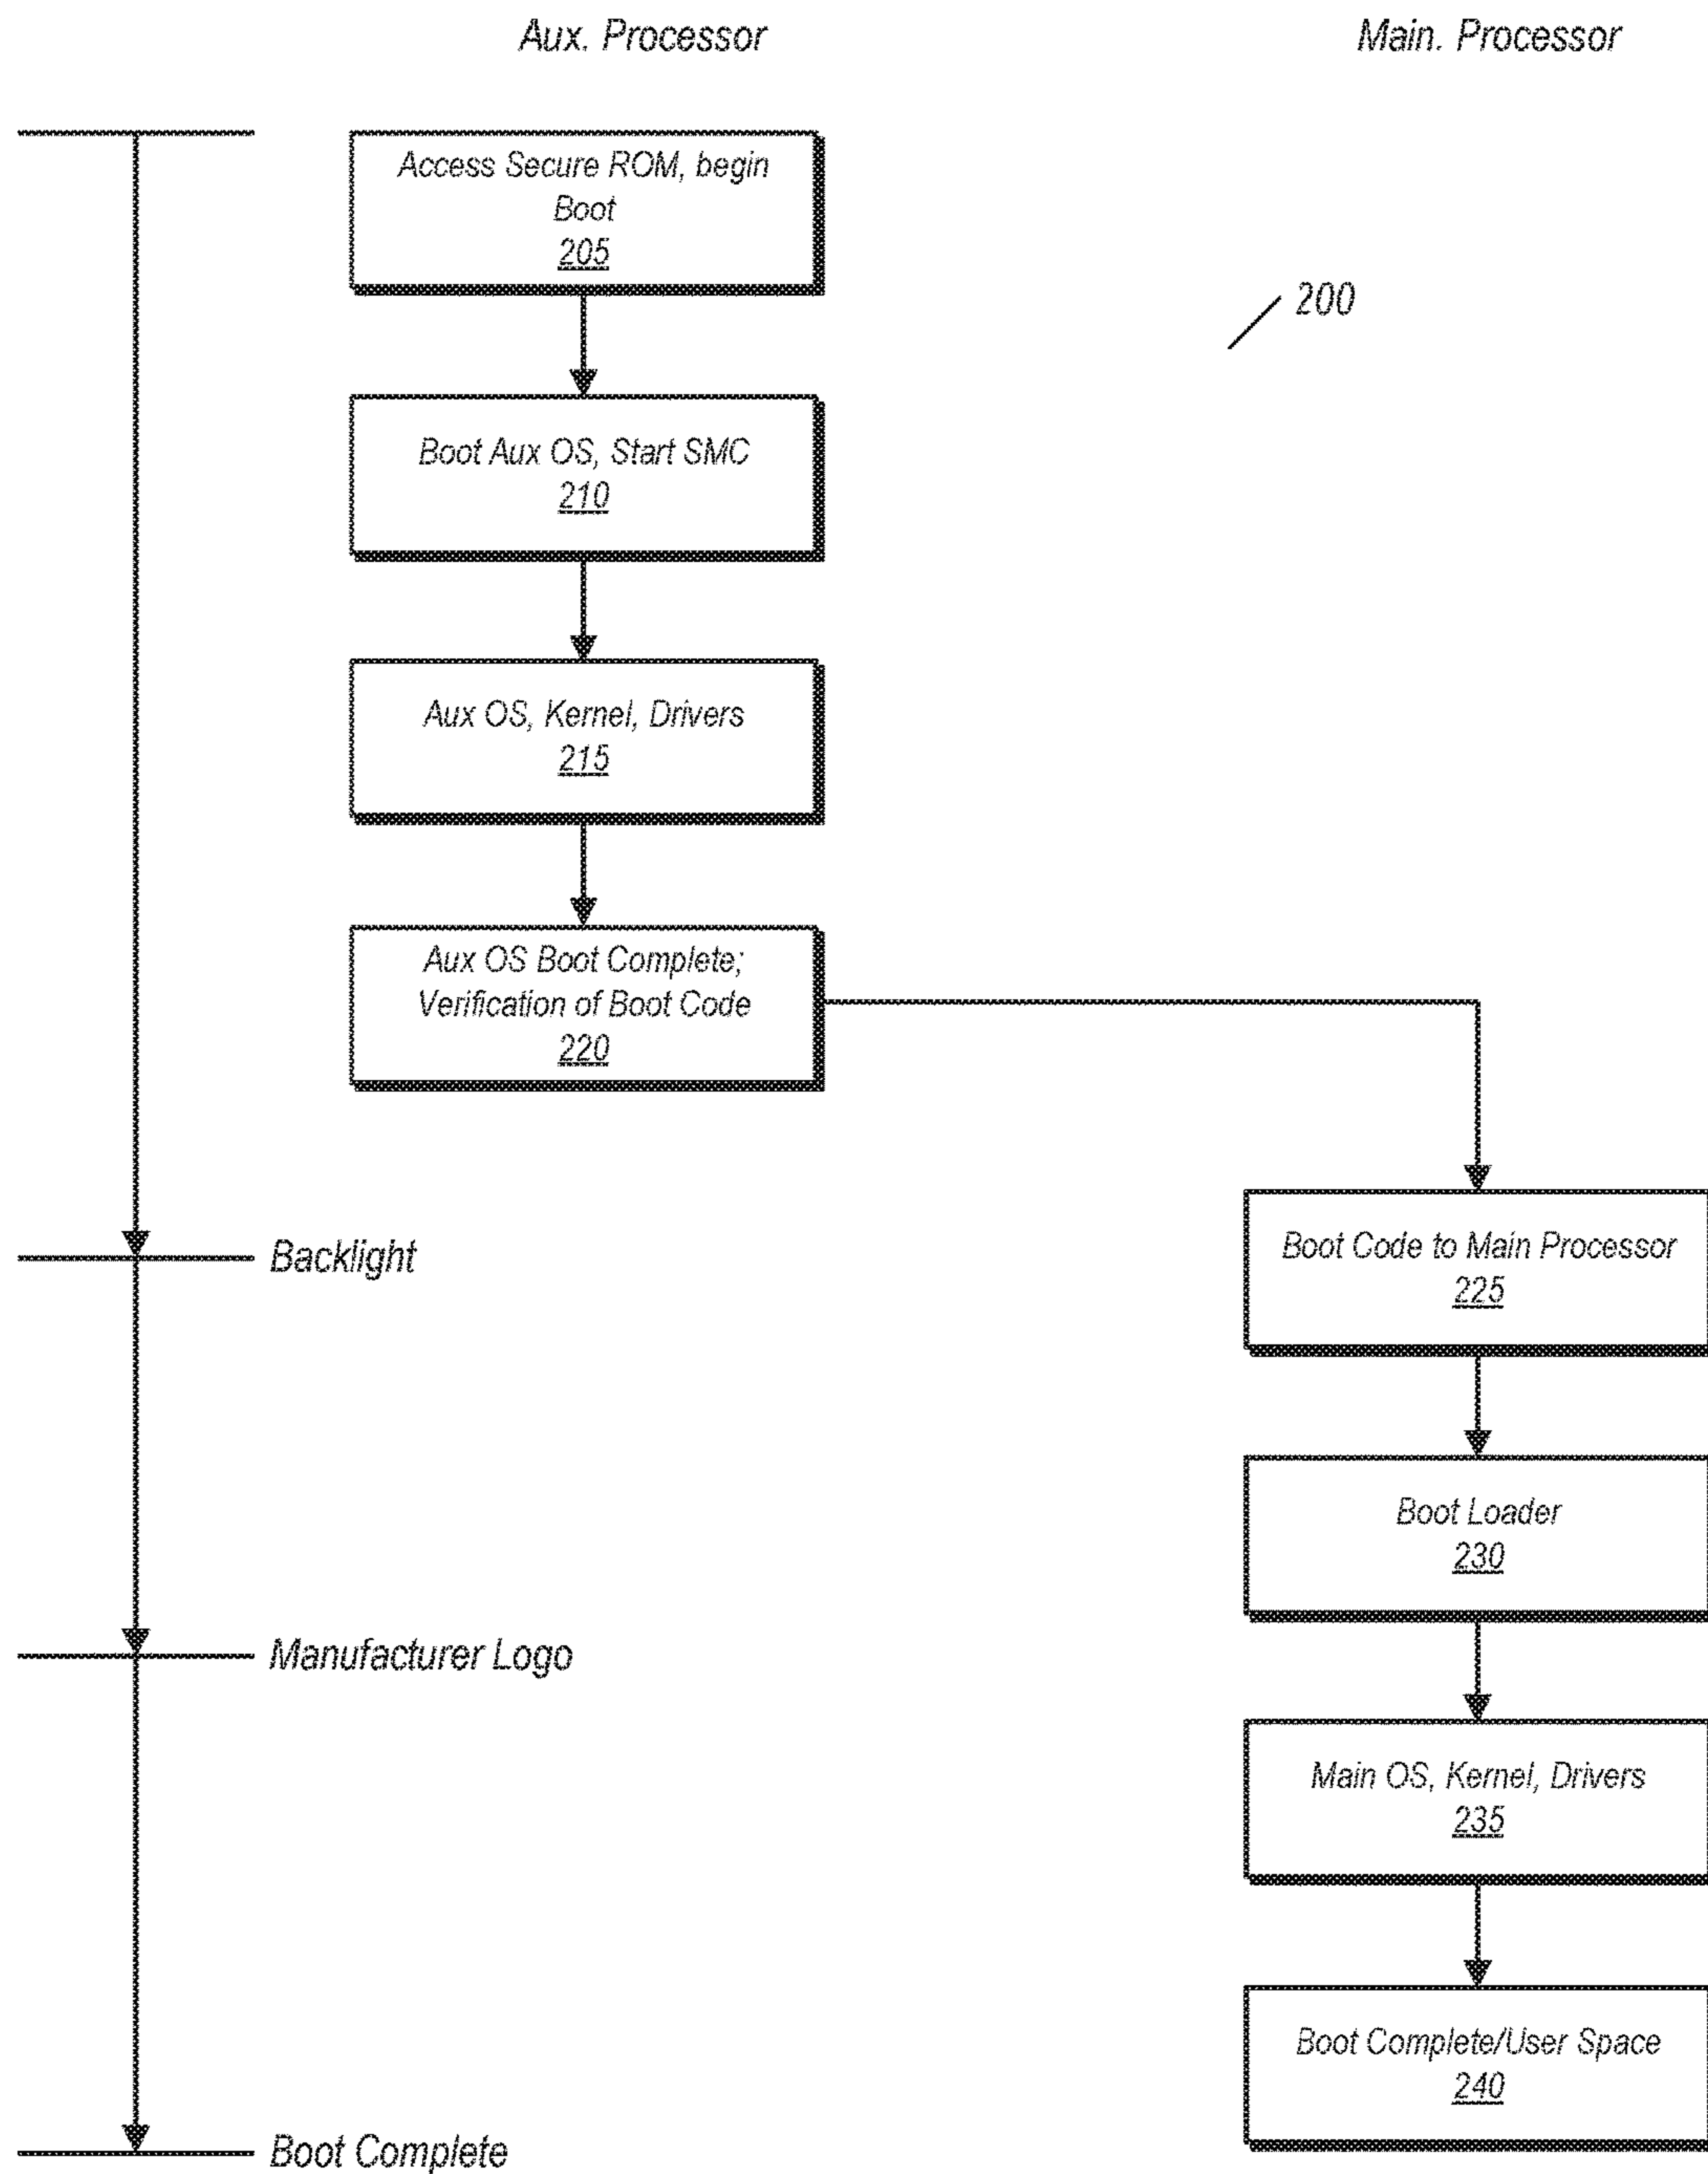 Aux. Processor
Main. Processor
Access Secure ROM, begin
Boot
205
200
Boot Aux OS, Start SMC
210
Aux OS, Kernel, Drivers
215
Aux OS Boot Complete;
Verification of Boot Code
220
Backlight
Boot Code to Main Processor
225
Boot Loader
230
Manufacturer Logo
Main OS, Kernel, Drivers
235
Boot Complete/User Space
240
Boot Complete